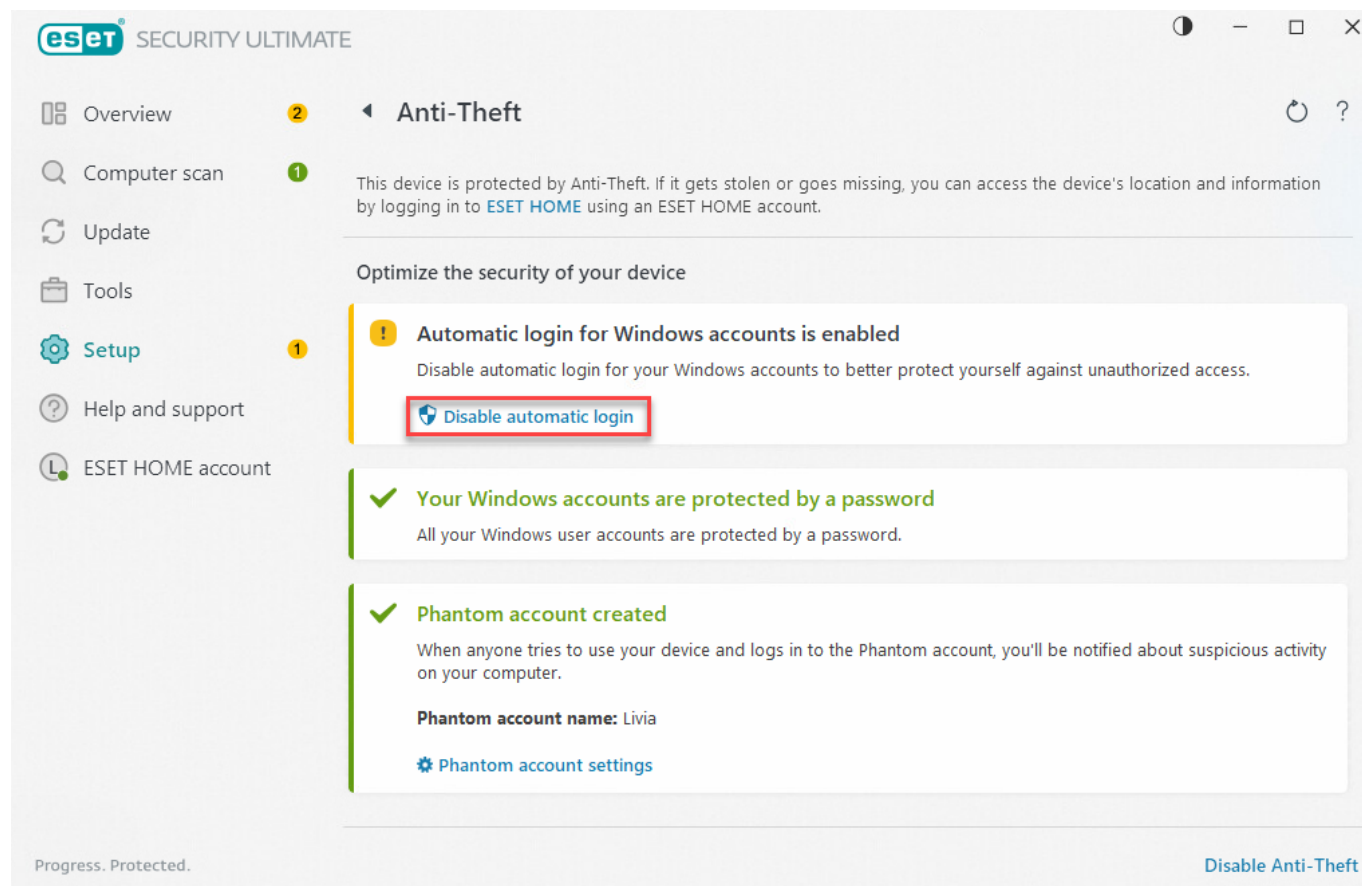 eset® SECURITY ULTIMATE
Overview 2
Computer scan 1
Update
Tools
Setup 1
Help and support
L ESET HOME account
Anti-Theft ?
This device is protected by Anti-Theft. If it gets stolen or goes missing, you can access the device's location and information
by logging in to ESET HOME using an ESET HOME account.
Optimize the security of your device
! Automatic login for Windows accounts is enabled
Disable automatic login for your Windows accounts to better protect yourself against unauthorized access.
Disable automatic login
Your Windows accounts are protected by a password
All your Windows user accounts are protected by a password.
Phantom account created
When anyone tries to use your device and logs in to the Phantom account, you'll be notified about suspicious activity
on your computer.
Phantom account name: Livia
Phantom account settings
Progress. Protected.
Disable Anti-Theft